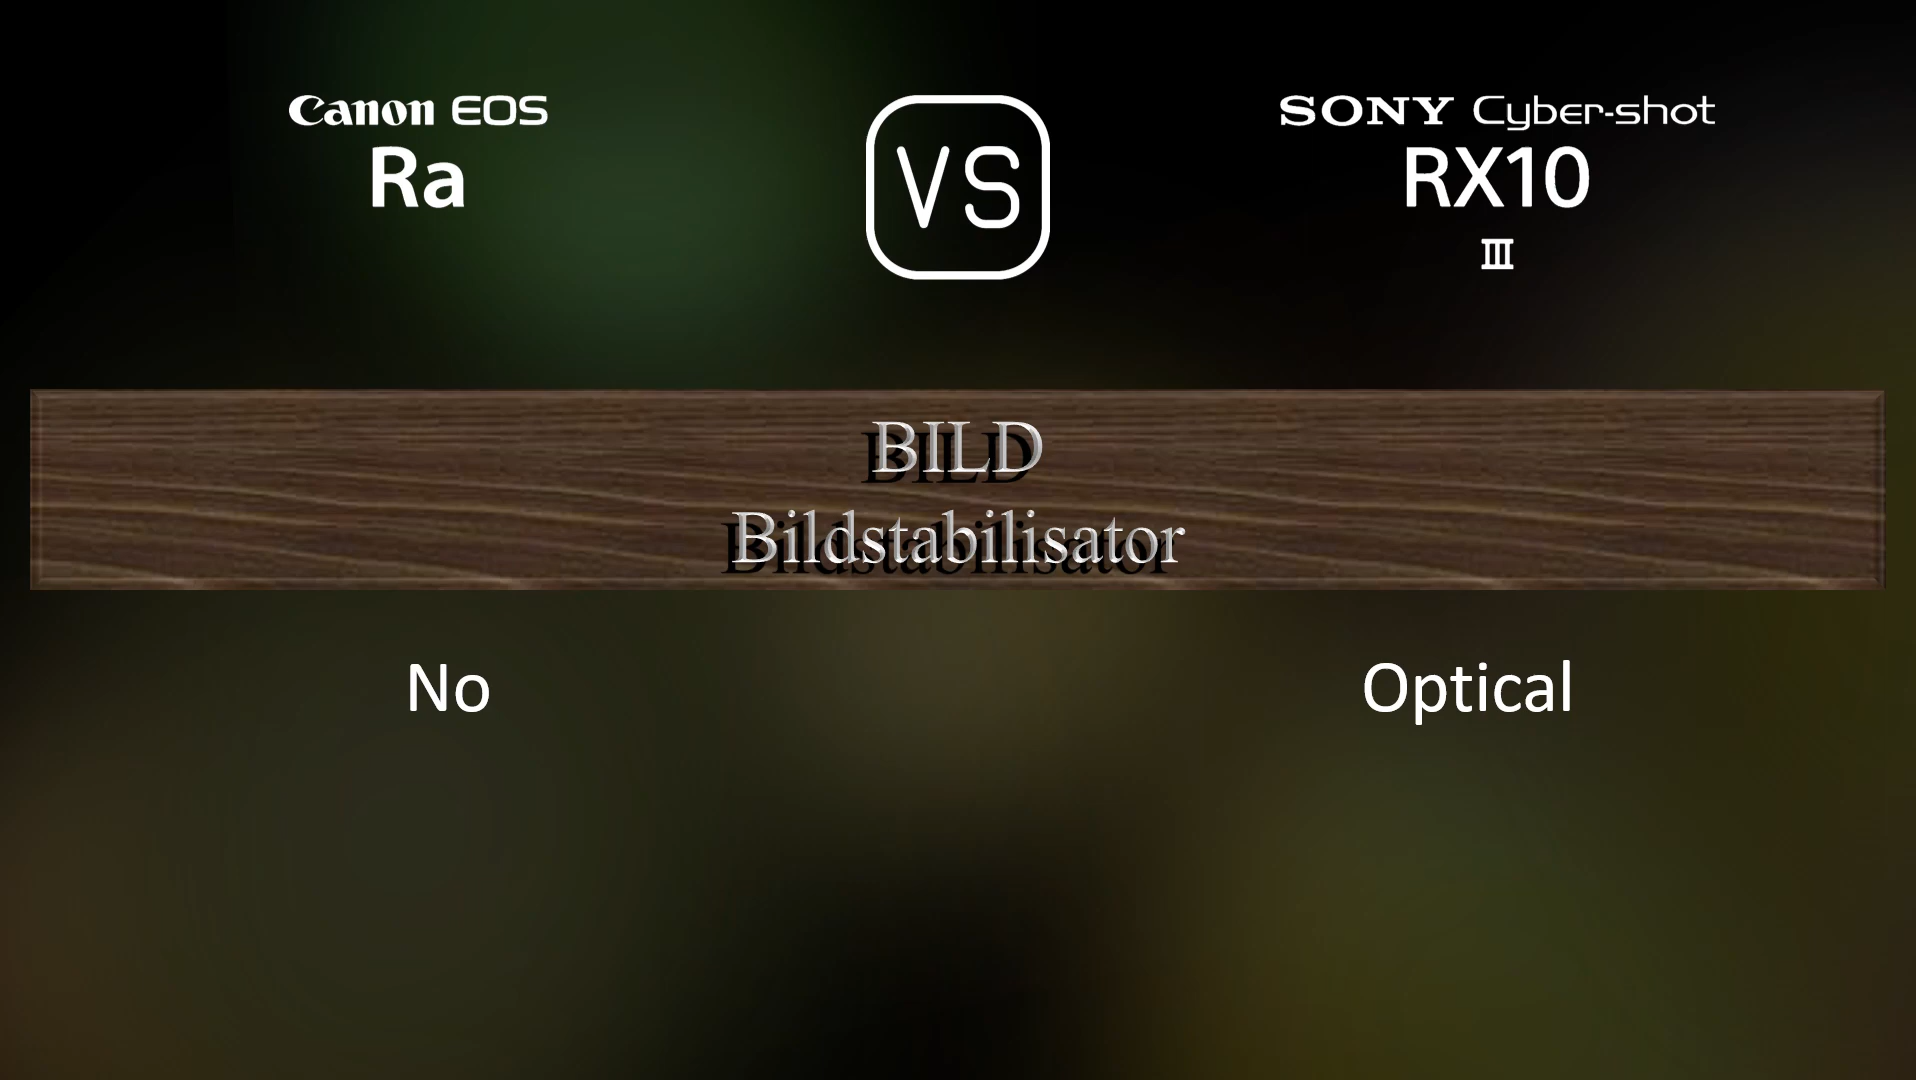 Canon EOS
Ra
VS
SONY Cyber-shot
RX10
III
BILD
Bildstabilisator
No
Optical